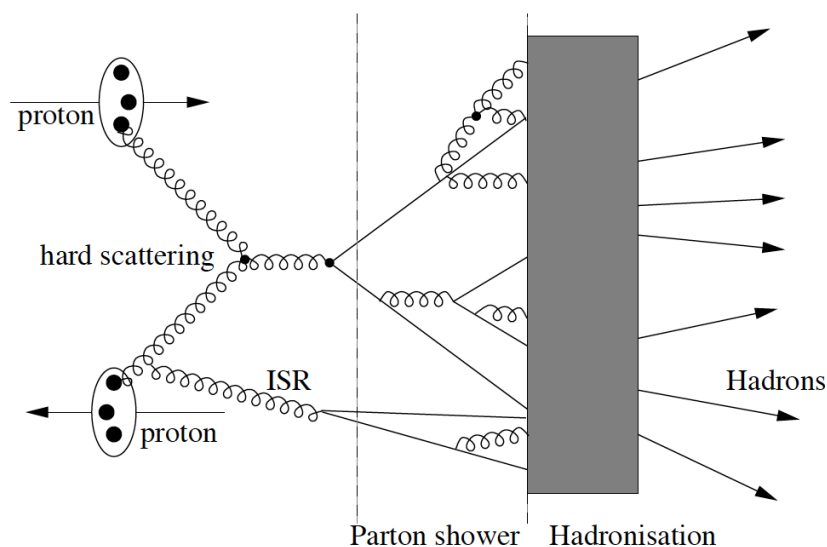 proton
hard scattering
ISR
Hadrons
proton
Parton shower
Hadronisation